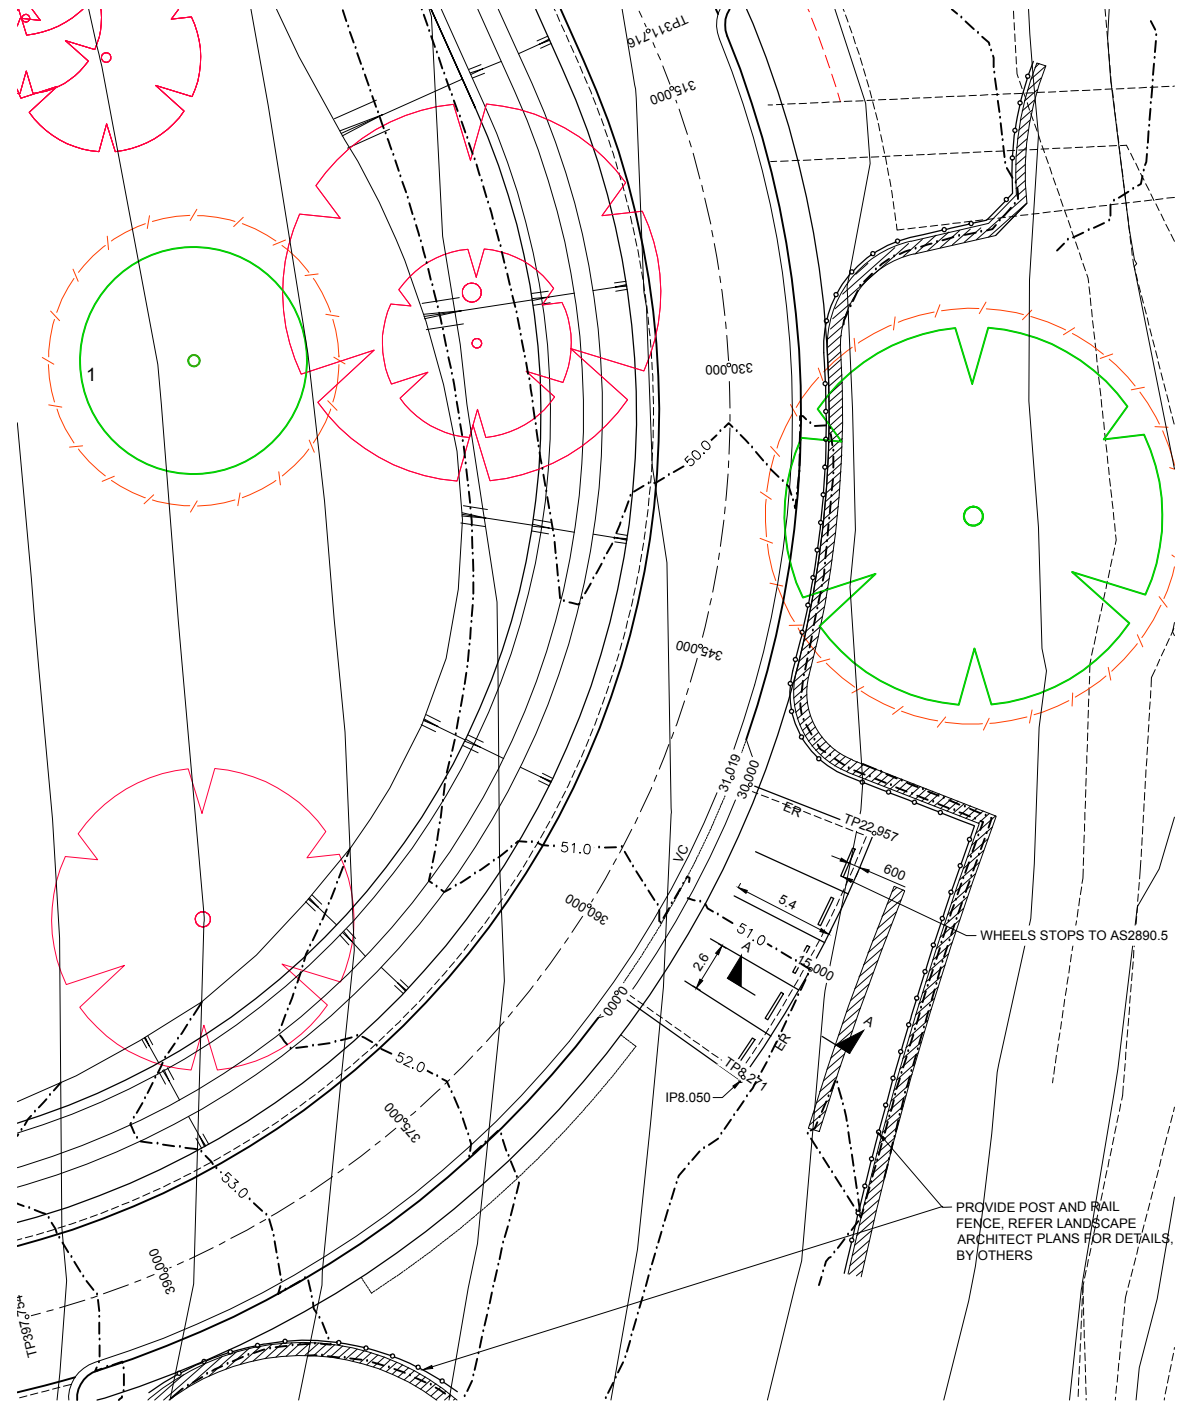 TP311.716
315.000
330.000
1
50.0
345.000
31.019
30.000
ER
TP22.957
VC
51.0
600
5.4
360.000
51.0
A
WHEELS STOPS TO AS2890.5
2.6
15.000
0.000
A
ER
52.0
TP8.271
IP8.050
375.000
53.0
PROVIDE POST AND RAIL
FENCE, REFER LANDSCAPE
ARCHITECT PLANS FOR DETAILS,
BY OTHERS
390.000
TP397.754